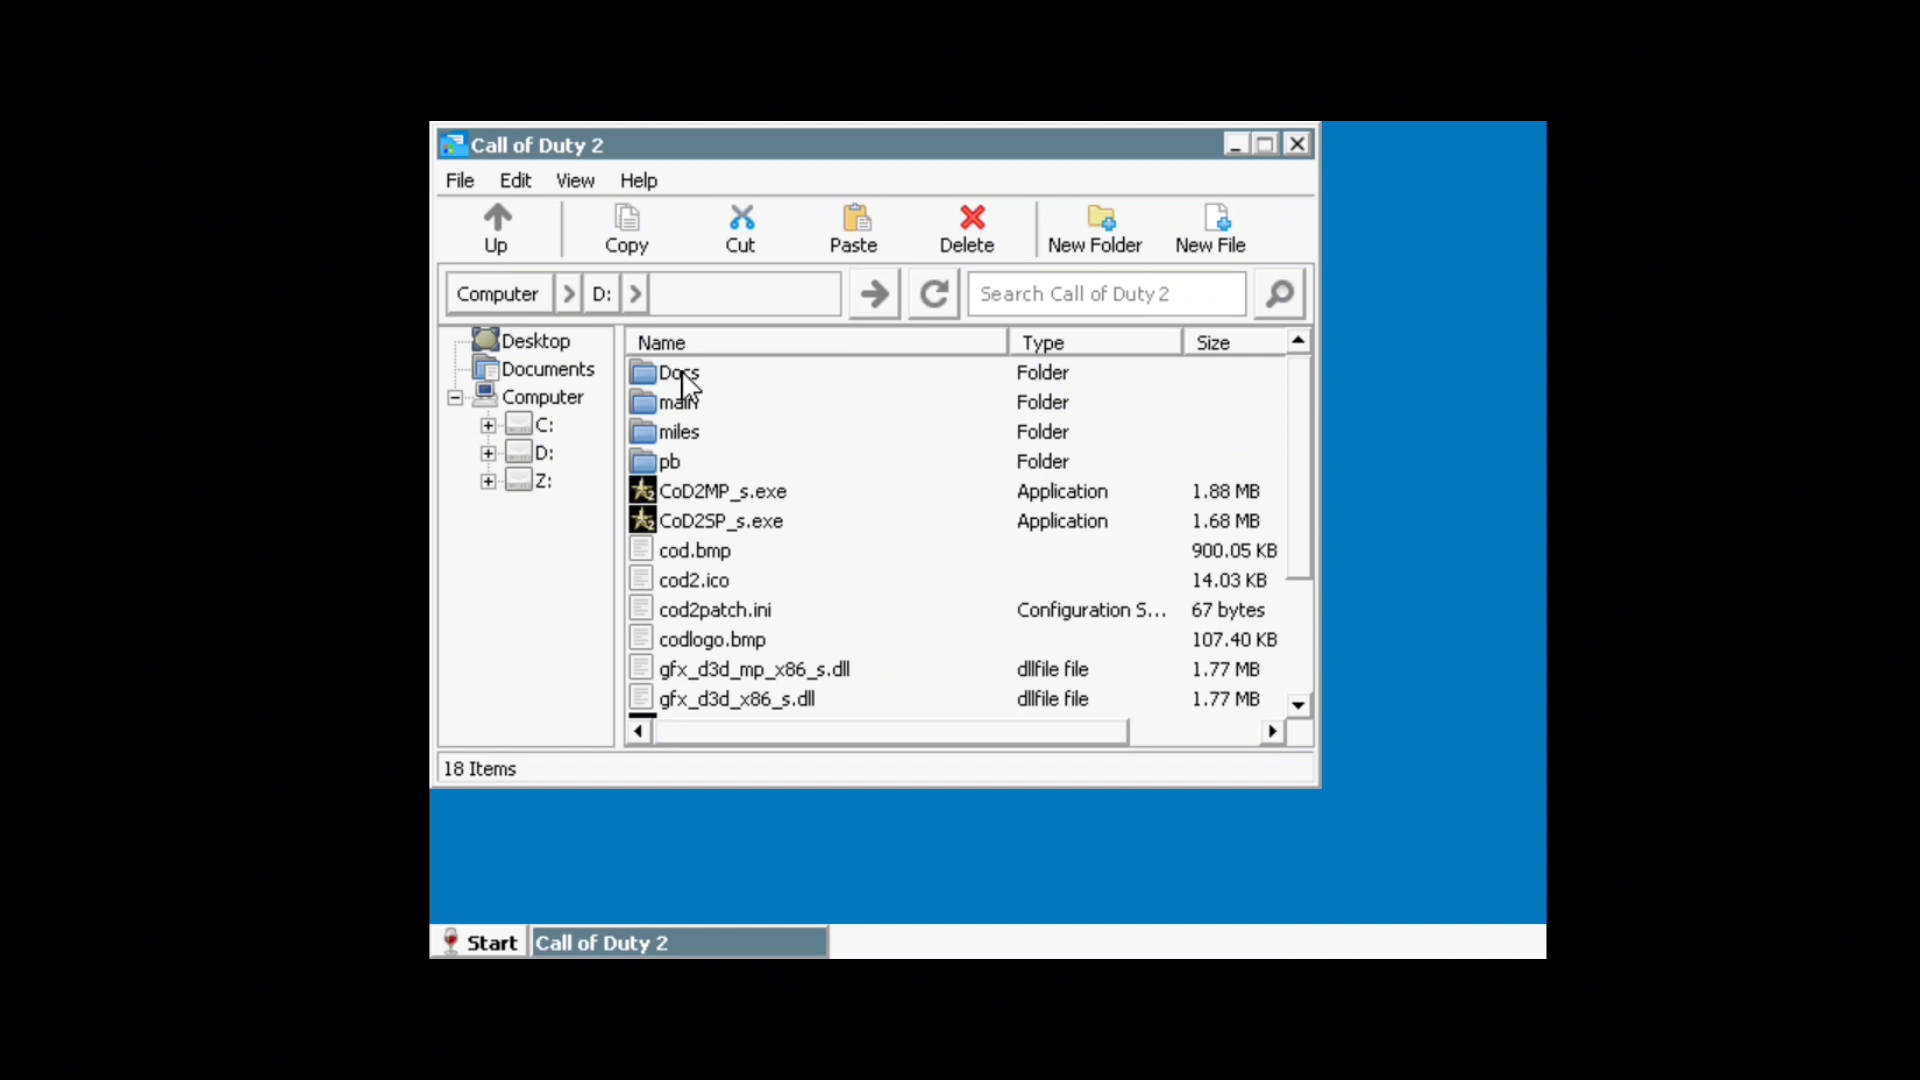 Call of Duty 2
File Edit View Help
Up Copy Cut Paste Delete New Folder New File
Computer D: Search Call of Duty 2
Desktop
Documents
Computer
C:
D:
Z:
Name Type Size
Docs Folder
main Folder
miles Folder
pb Folder
CoD2MP_s.exe Application 1.88 MB
CoD2SP_s.exe Application 1.68 MB
cod.bmp 900.05 KB
cod2.ico 14.03 KB
cod2patch.ini Configuration S... 67 bytes
codlogo.bmp 107.40 KB
gfx_d3d_mp_x86_s.dll dllfile file 1.77 MB
gfx_d3d_x86_s.dll dllfile file 1.77 MB
18 Items
Start Call of Duty 2